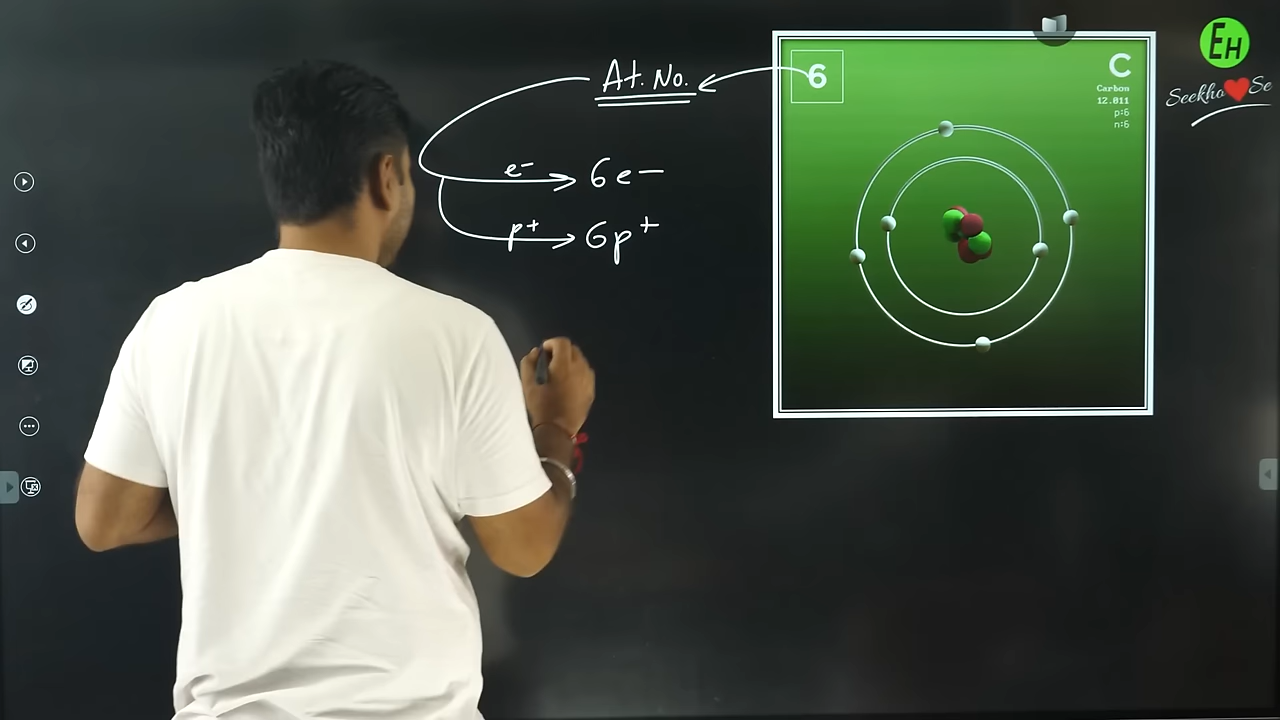 At. No.
e-
6e-
p+
6p+
6
C
Carbon
12.011
p:6
n:6
EH
Seekho ❤ Se